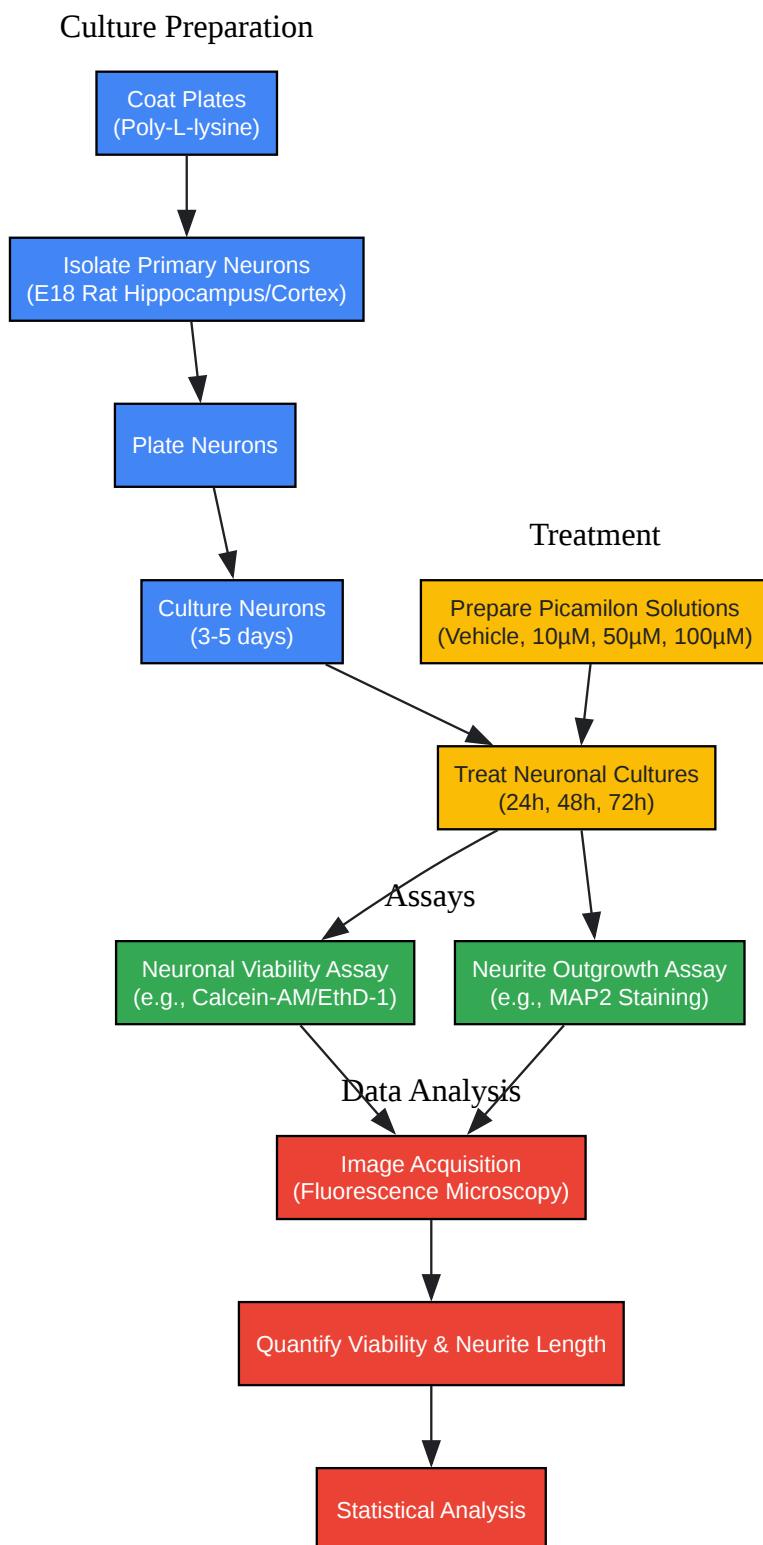 Culture Preparation
Coat Plates
(Poly-L-lysine)
Isolate Primary Neurons
(E18 Rat Hippocampus/Cortex)
Plate Neurons
Treatment
Culture Neurons
(3-5 days)
Prepare Picamilon Solutions
(Vehicle, 10µM, 50µM, 100µM)
Treat Neuronal Cultures
(24h, 48h, 72h)
Assays
Neuronal Viability Assay
(e.g., Calcein-AM/EthD-1)
Neurite Outgrowth Assay
(e.g., MAP2 Staining)
Data Analysis
Image Acquisition
(Fluorescence Microscopy)
Quantify Viability & Neurite Length
Statistical Analysis